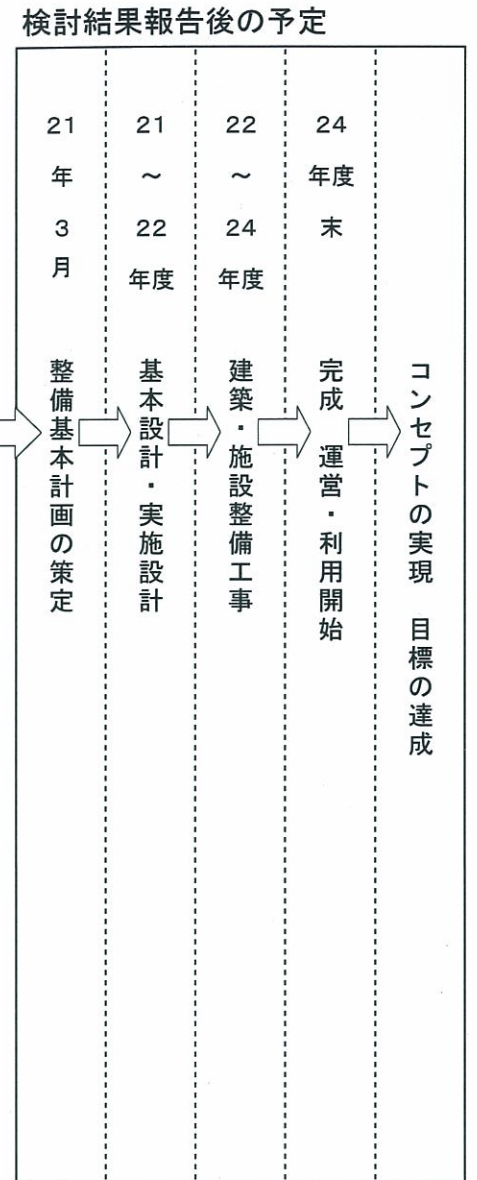 検討結果報告後の予定
21年3月
整備基本計画の策定
21～22年度
基本設計・実施設計
22～24年度
建築・施設整備工事
24年度末
完成　運営・利用開始
コンセプトの実現　目標の達成